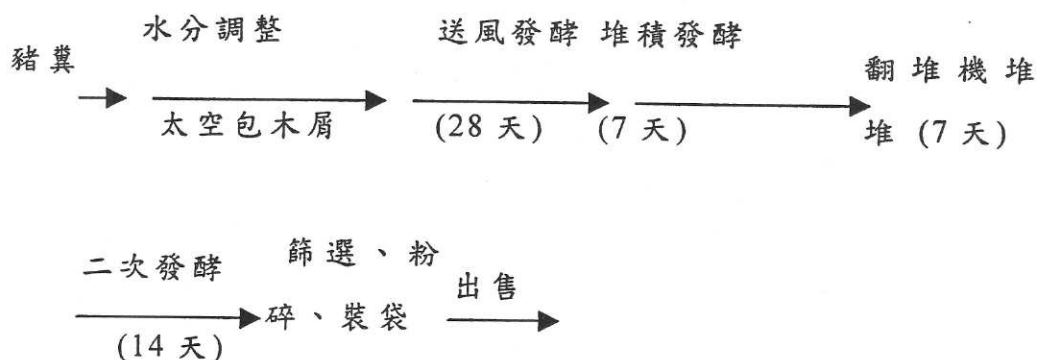 豬糞
水分調整
太空包木屑
送風發酵
(28 天)
堆積發酵
(7 天)
翻堆機堆
堆 (7 天)
二次發酵
(14 天)
篩選、粉
碎、裝袋
出售